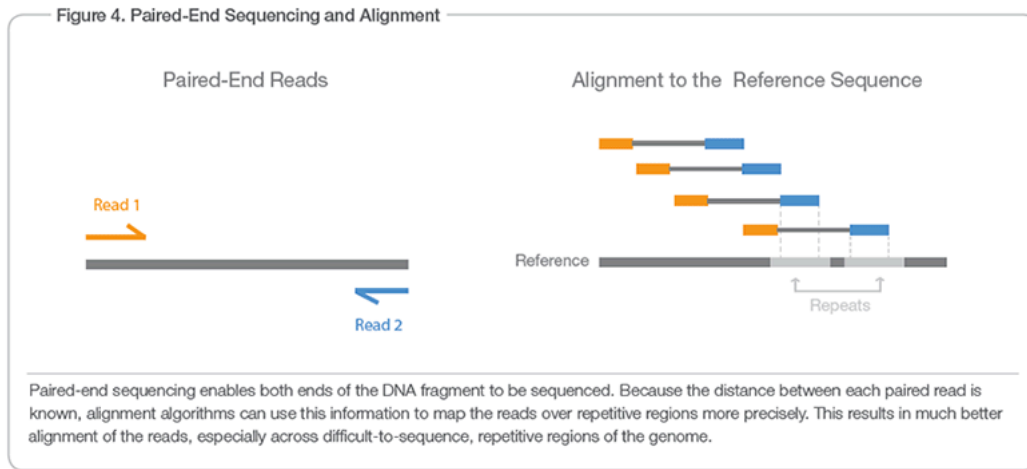 Figure 4. Paired-End Sequencing and Alignment
Paired-End Reads
Alignment to the Reference Sequence
Read 1
Read 2
Reference
Repeats
Paired-end sequencing enables both ends of the DNA fragment to be sequenced. Because the distance between each paired read is
known, alignment algorithms can use this information to map the reads over repetitive regions more precisely. This results in much better
alignment of the reads, especially across difficult-to-sequence, repetitive regions of the genome.